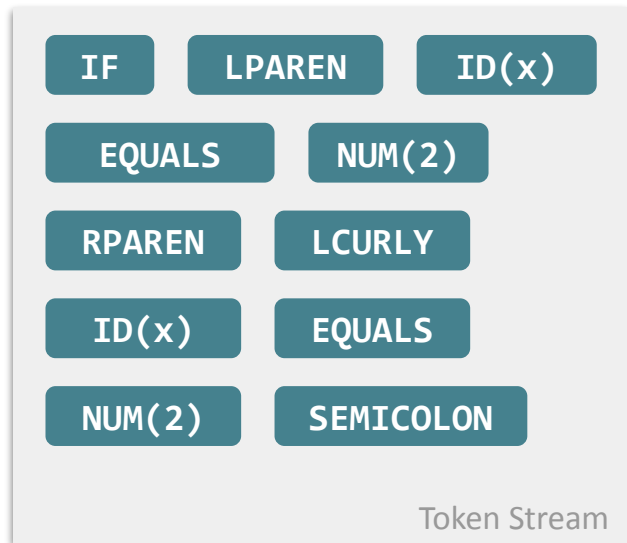 IF LPAREN ID(x)
EQUALS NUM(2)
RPAREN LCURLY
ID(x) EQUALS
NUM(2) SEMICOLON
Token Stream